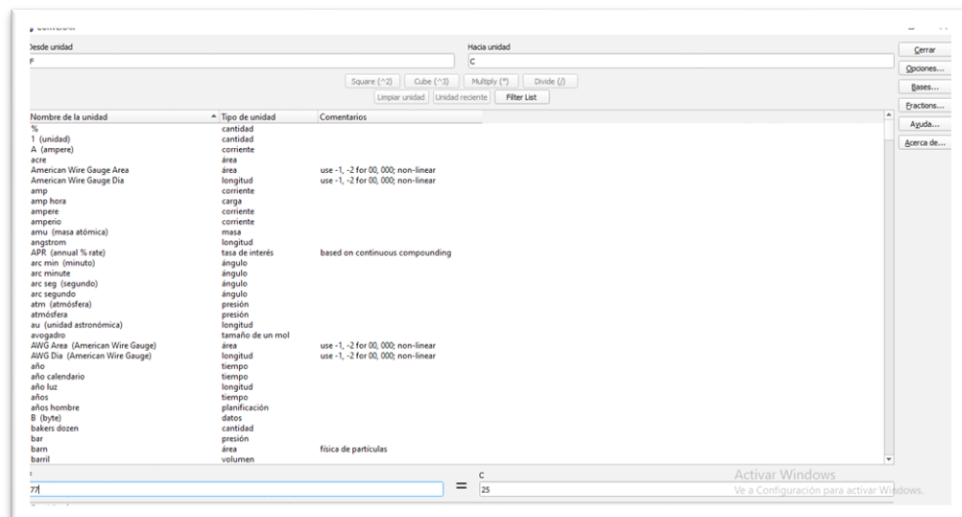 Desde unidad Hacia unidad
F C
Cerrar
Opciones...
Bases...
Fractions...
Ayuda...
Acerca de...
Square (^2) Cube (^3) Multiply (*) Divide (/)
Limpiar unidad Unidad reciente Filter List
Nombre de la unidad Tipo de unidad Comentarios
% cantidad
1 (unidad) cantidad
A (ampere) corriente
acre área
American Wire Gauge Area área use -1, -2 for 00, 000; non-linear
American Wire Gauge Dia longitud use -1, -2 for 00, 000; non-linear
amp corriente
amp hora carga
ampere corriente
amperio corriente
amu (masa atómica) masa
angstrom longitud
APR (annual % rate) tasa de interés based on continuous compounding
arc min (minuto) ángulo
arc minute ángulo
arc seg (segundo) ángulo
arc segundo ángulo
atm (atmósfera) presión
atmósfera presión
au (unidad astronómica) longitud
avogadro tamaño de un mol
AWG Area (American Wire Gauge) área use -1, -2 for 00, 000; non-linear
AWG Dia (American Wire Gauge) longitud use -1, -2 for 00, 000; non-linear
año tiempo
año calendario tiempo
año luz longitud
años tiempo
años hombre planificación
B (byte) datos
bakers dozen cantidad
bar presión
barn área física de partículas
barril volumen
C
77 = 25
Activar Windows
Ve a Configuración para activar Windows.